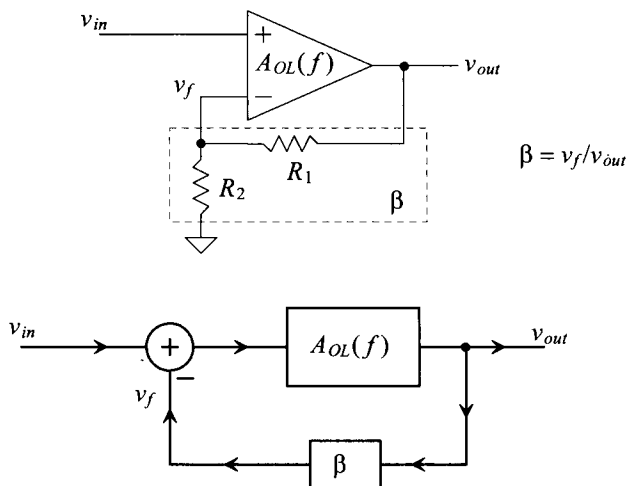 v_in
+
A_OL(f)
v_out
v_f
−
R_1
β = v_f/v_out
R_2
β
v_in
+
A_OL(f)
v_out
−
v_f
β